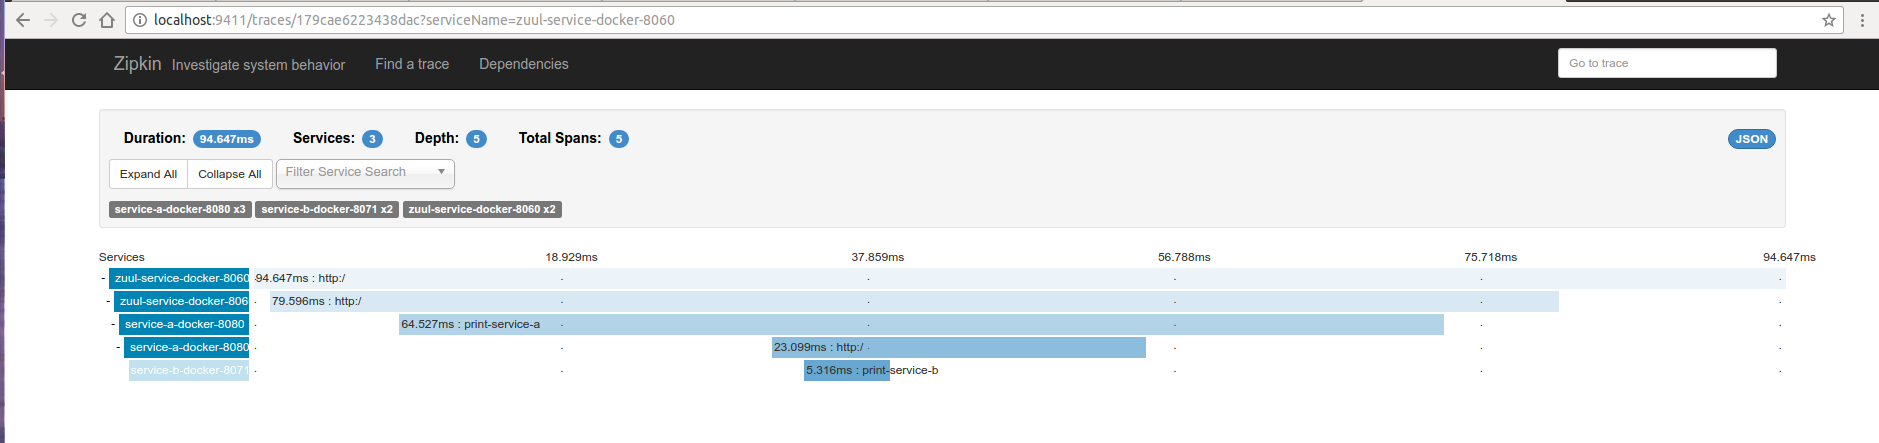 localhost:9411/traces/179cae6223438dac?serviceName=zuul-service-docker-8060
Zipkin Investigate system behavior Find a trace Dependencies Go to trace
Duration: 94.647ms Services: 3 Depth: 5 Total Spans: 5 JSON
Expand All Collapse All Filter Service Search
service-a-docker-8080 x3 service-b-docker-8071 x2 zuul-service-docker-8060 x2
Services 18.929ms 37.859ms 56.788ms 75.718ms 94.647ms
- zuul-service-docker-8060 94.647ms : http:/
- zuul-service-docker-806 79.596ms : http:/
- service-a-docker-8080 64.527ms : print-service-a
- service-a-docker-8080 23.099ms : http:/
service-b-docker-8071 5.316ms : print-service-b